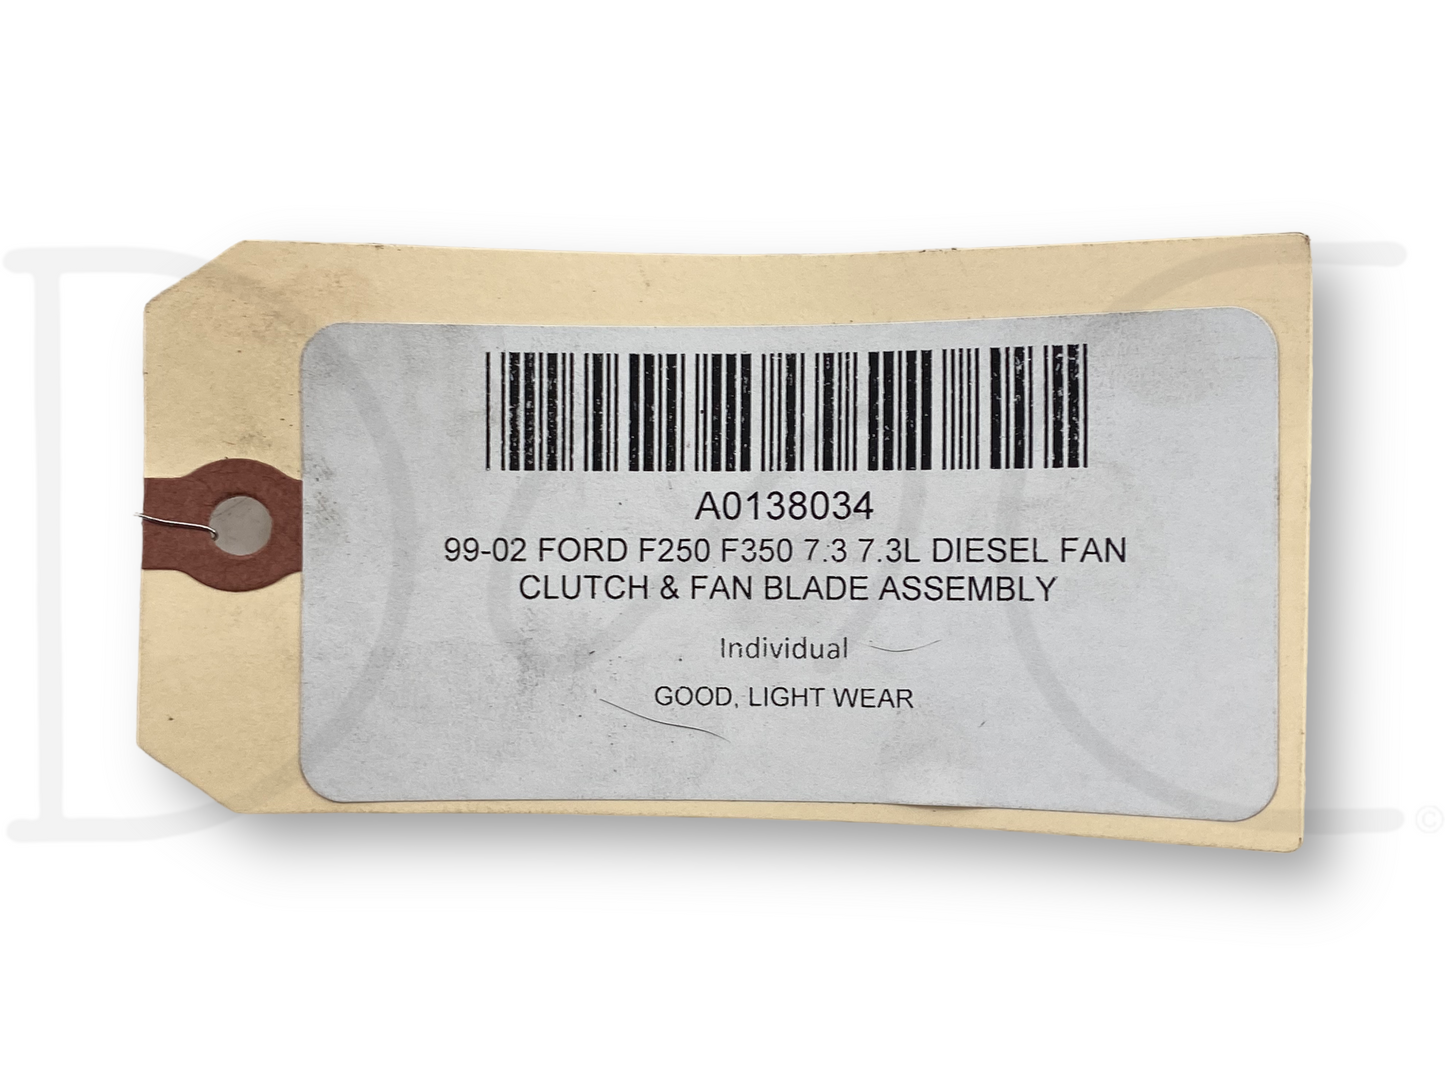 A0138034
99-02 FORD F250 F350 7.3 7.3L DIESEL FAN
CLUTCH & FAN BLADE ASSEMBLY
Individual
GOOD, LIGHT WEAR
©